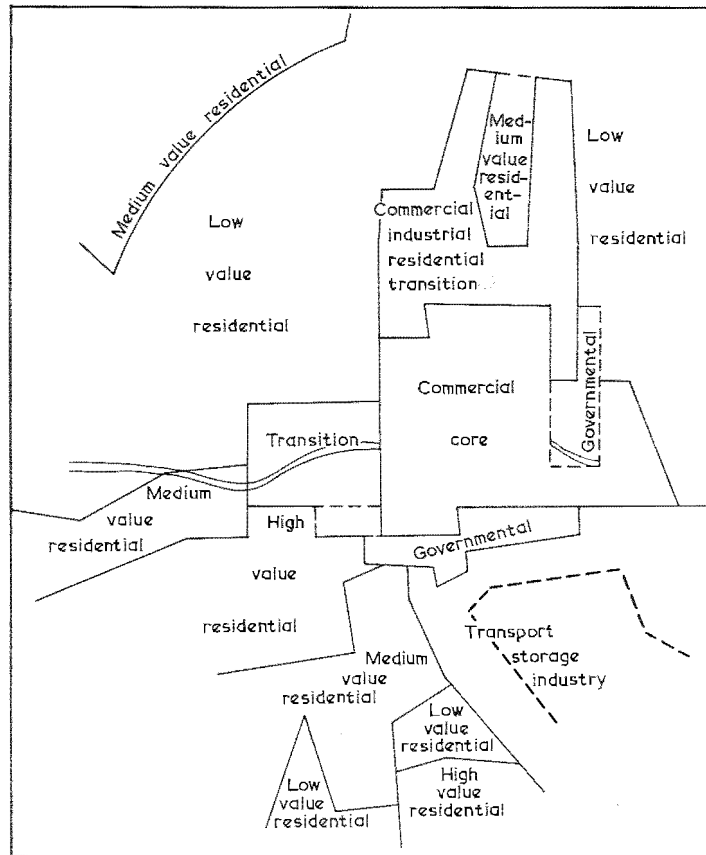 Medium value residential
Med-
ium
value
resid-
ent-
ial
Low
value
residential
Low
value
residential
Commercial
industrial
residential
transition
Governmental
Commercial
core
Transition
Medium
value
residential
High
value
residential
Governmental
Transport
storage
industry
Medium
value
residential
Low
value
residential
High
value
residential
Low
value
residential